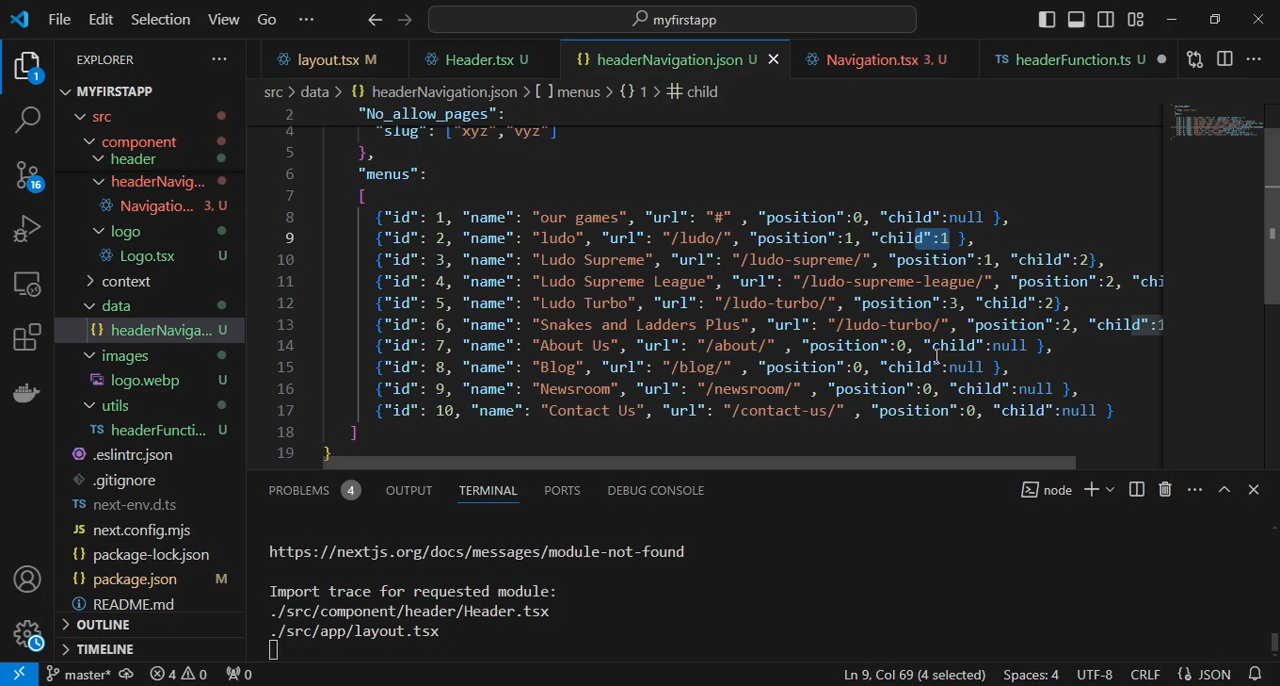 File Edit Selection View Go ··· myfirstapp
EXPLORER ···
layout.tsx M
Header.tsx U
headerNavigation.json U
Navigation.tsx 3, U
TS headerFunction.ts U
src > data > {} headerNavigation.json > [ ] menus > {} 1 > child
MYFIRSTAPP
src
component
header
headerNavig...
Navigatio... 3, U
logo
Logo.tsx U
context
data
{} headerNaviga... U
images
logo.webp U
utils
TS headerFuncti... U
.eslintrc.json
.gitignore
TS next-env.d.ts
JS next.config.mjs
{} package-lock.json
{} package.json M
README.md
OUTLINE
TIMELINE
1
16
2 "No_allow_pages":
4 "slug": ["xyz","vyz"]
5 },
6 "menus":
7 [
8 {"id": 1, "name": "our games", "url": "#" , "position":0, "child":null },
9 {"id": 2, "name": "ludo", "url": "/ludo/", "position":1, "child":1 },
10 {"id": 3, "name": "Ludo Supreme", "url": "/ludo-supreme/", "position":1, "child":2},
11 {"id": 4, "name": "Ludo Supreme League", "url": "/ludo-supreme-league/", "position":2, "chi
12 {"id": 5, "name": "Ludo Turbo", "url": "/ludo-turbo/", "position":3, "child":2},
13 {"id": 6, "name": "Snakes and Ladders Plus", "url": "/ludo-turbo/", "position":2, "child":1
14 {"id": 7, "name": "About Us", "url": "/about/" , "position":0, "child":null },
15 {"id": 8, "name": "Blog", "url": "/blog/" , "position":0, "child":null },
16 {"id": 9, "name": "Newsroom", "url": "/newsroom/" , "position":0, "child":null },
17 {"id": 10, "name": "Contact Us", "url": "/contact-us/" , "position":0, "child":null }
18 ]
19 }
PROBLEMS 4 OUTPUT TERMINAL PORTS DEBUG CONSOLE node
https://nextjs.org/docs/messages/module-not-found
Import trace for requested module:
./src/component/header/Header.tsx
./src/app/layout.tsx
master* 4 0 0 Ln 9, Col 69 (4 selected) Spaces: 4 UTF-8 CRLF {} JSON